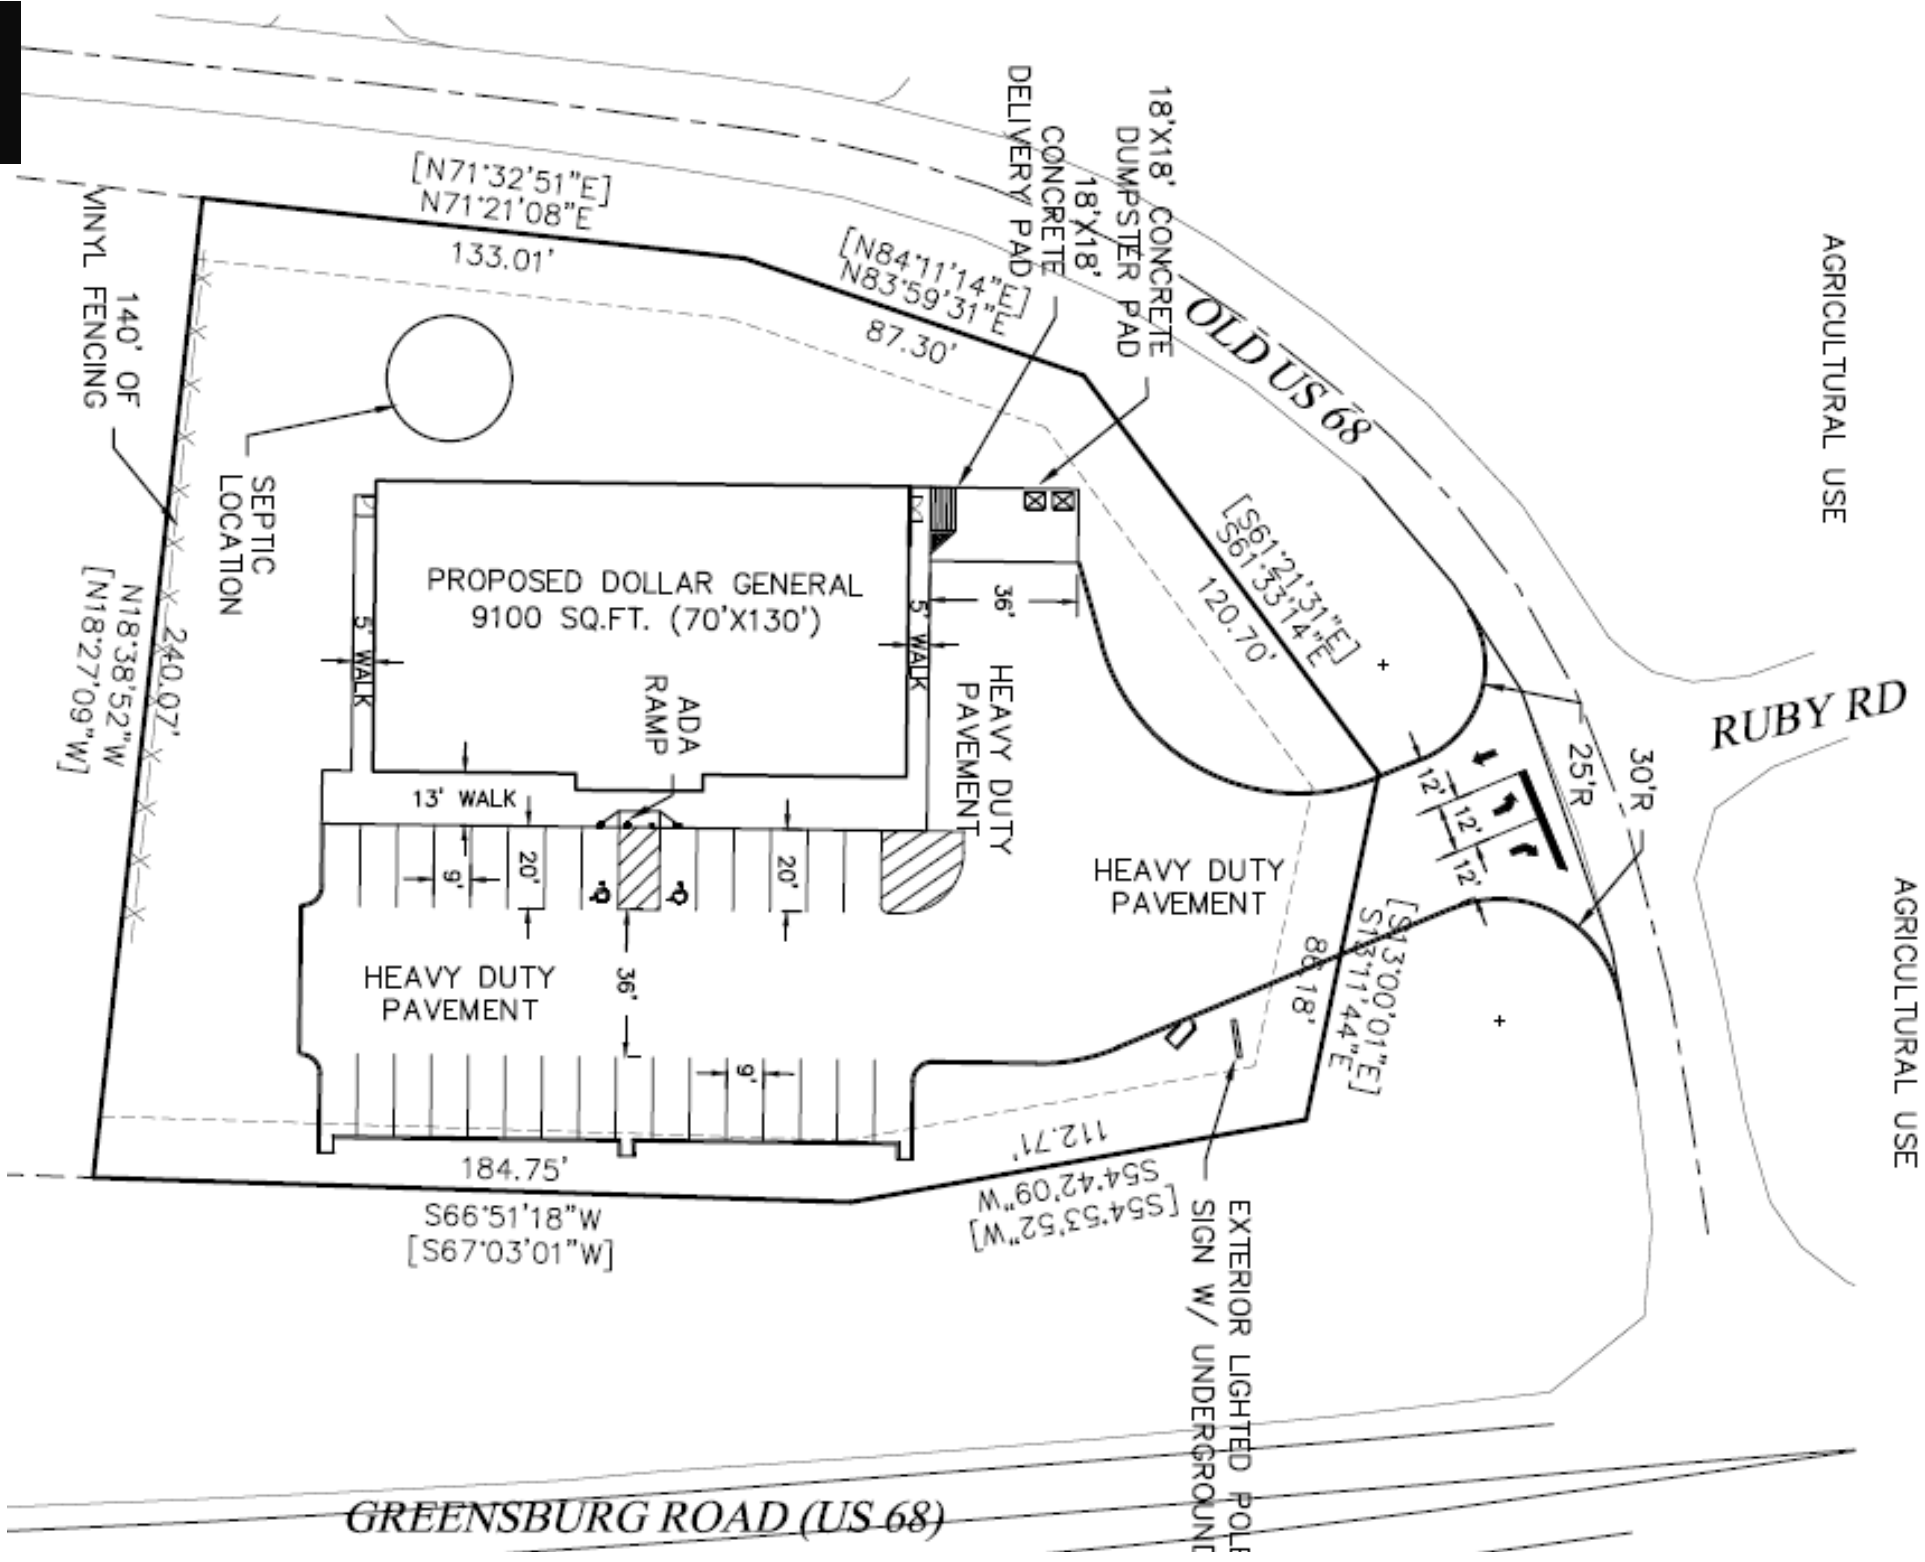 18'X18' CONCRETE
DUMPSTER PAD
18'X18'
CONCRETE
DELIVERY PAD
[N71°32'51"E]
N71°21'08"E
133.01'
[N84°11'14"E]
N83°59'31"E
87.30'
OLD US 68
AGRICULTURAL USE
140' OF
VINYL FENCING
SEPTIC
LOCATION
[S61°21'31"E]
S61°33'14"E
120.70'
PROPOSED DOLLAR GENERAL
9100 SQ.FT. (70'X130')
36'
5' WALK
5' WALK
240.07'
N18°38'52"W
[N18°27'09"W]
ADA
RAMP
HEAVY DUTY
PAVEMENT
RUBY RD
25'R
30'R
12'
12'
12'
13' WALK
20'
9'
20'
HEAVY DUTY
PAVEMENT
AGRICULTURAL USE
HEAVY DUTY
PAVEMENT
36'
[S13°00'01"E]
S13°11'44"E
86.18'
9'
112.71'
S54°42'09"W
[S54°53'52"W]
184.75'
S66°51'18"W
[S67°03'01"W]
EXTERIOR LIGHTED POLE
SIGN W/ UNDERGROUND
GREENSBURG ROAD (US 68)